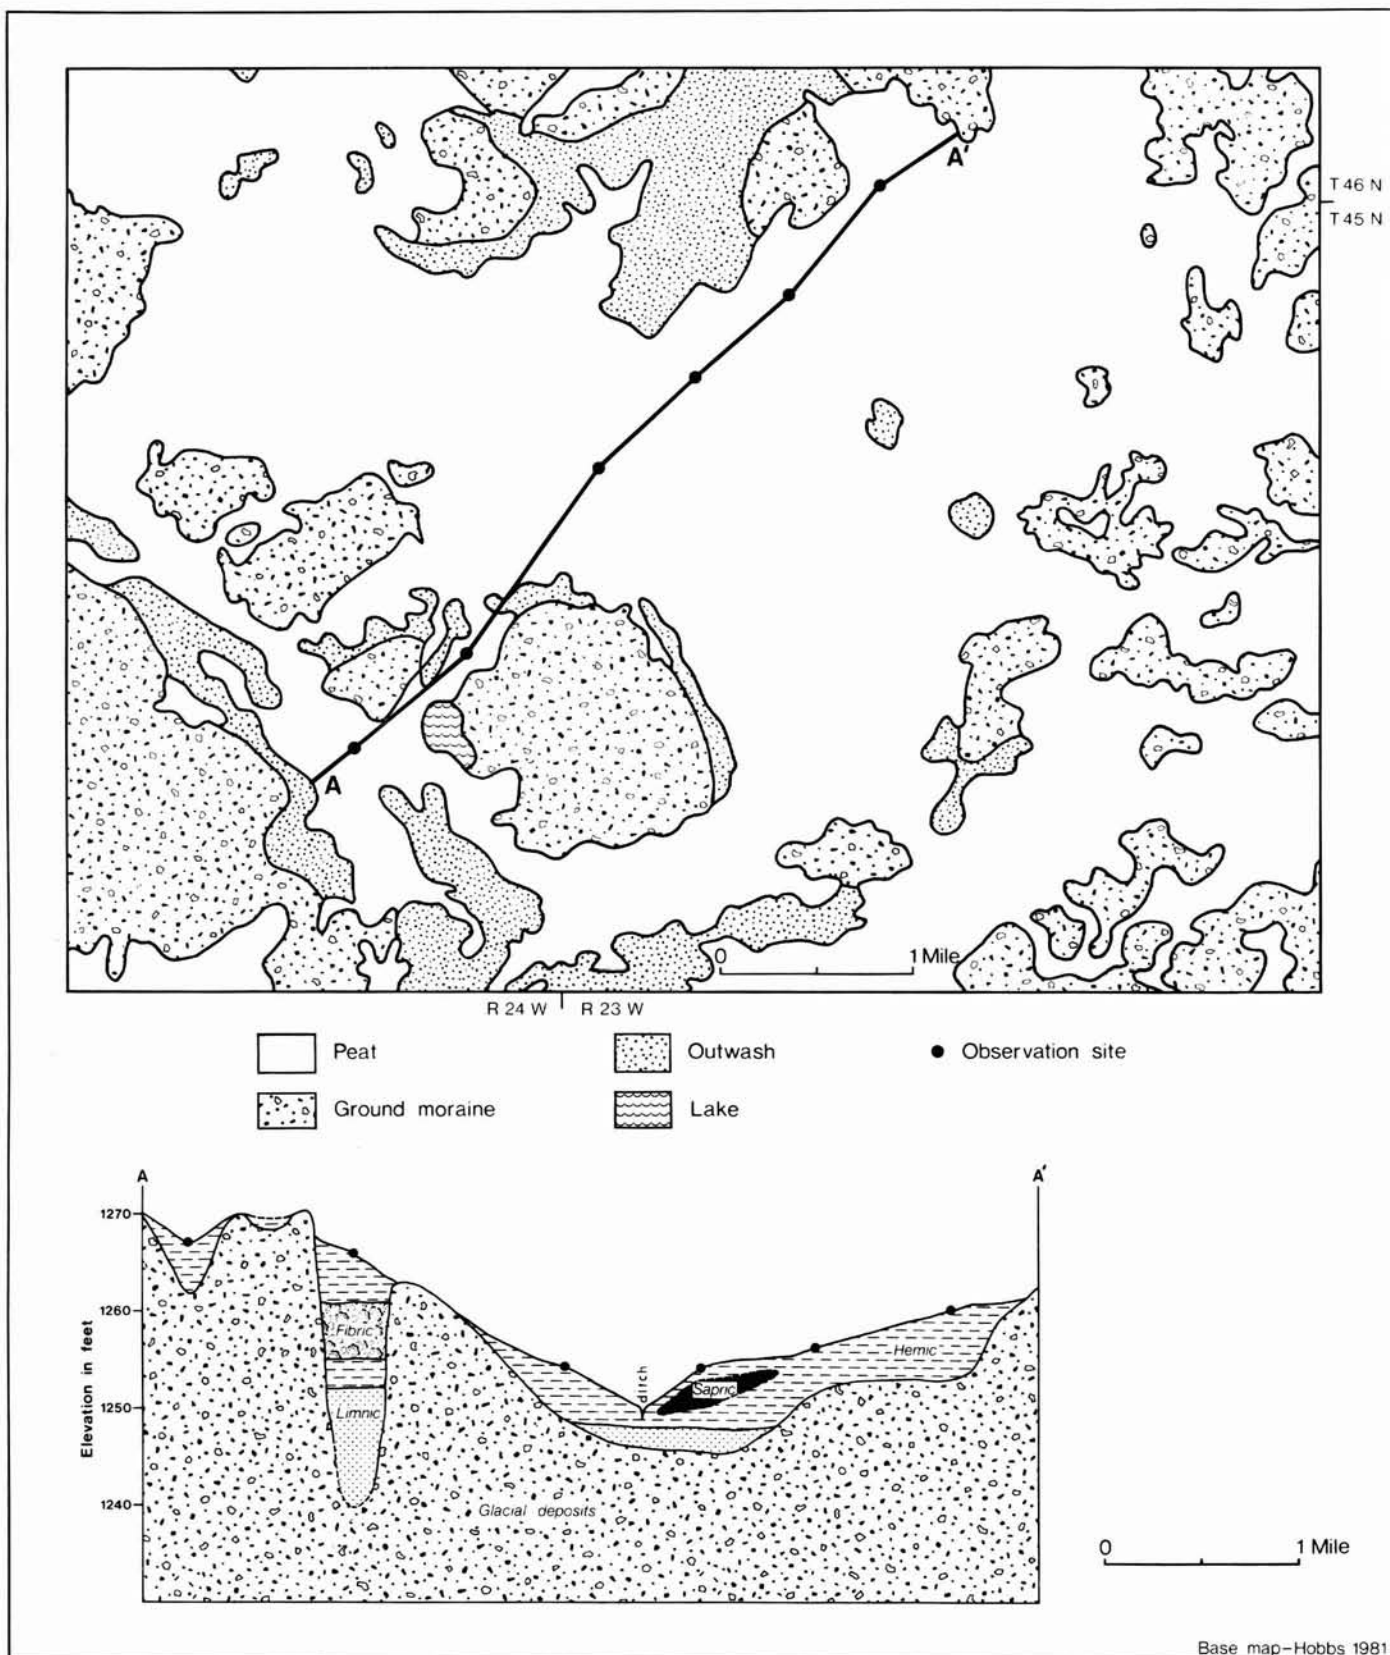 A'
T 46 N
T 45 N
A
0 1 Mile
R 24 W R 23 W
Peat
Outwash
Observation site
Ground moraine
Lake
A A'
1270
1260
1250
1240
Elevation in feet
Fibric
Limnic
dirch
Sapric
Hemic
Glacial deposits
0 1 Mile
Base map–Hobbs 1981